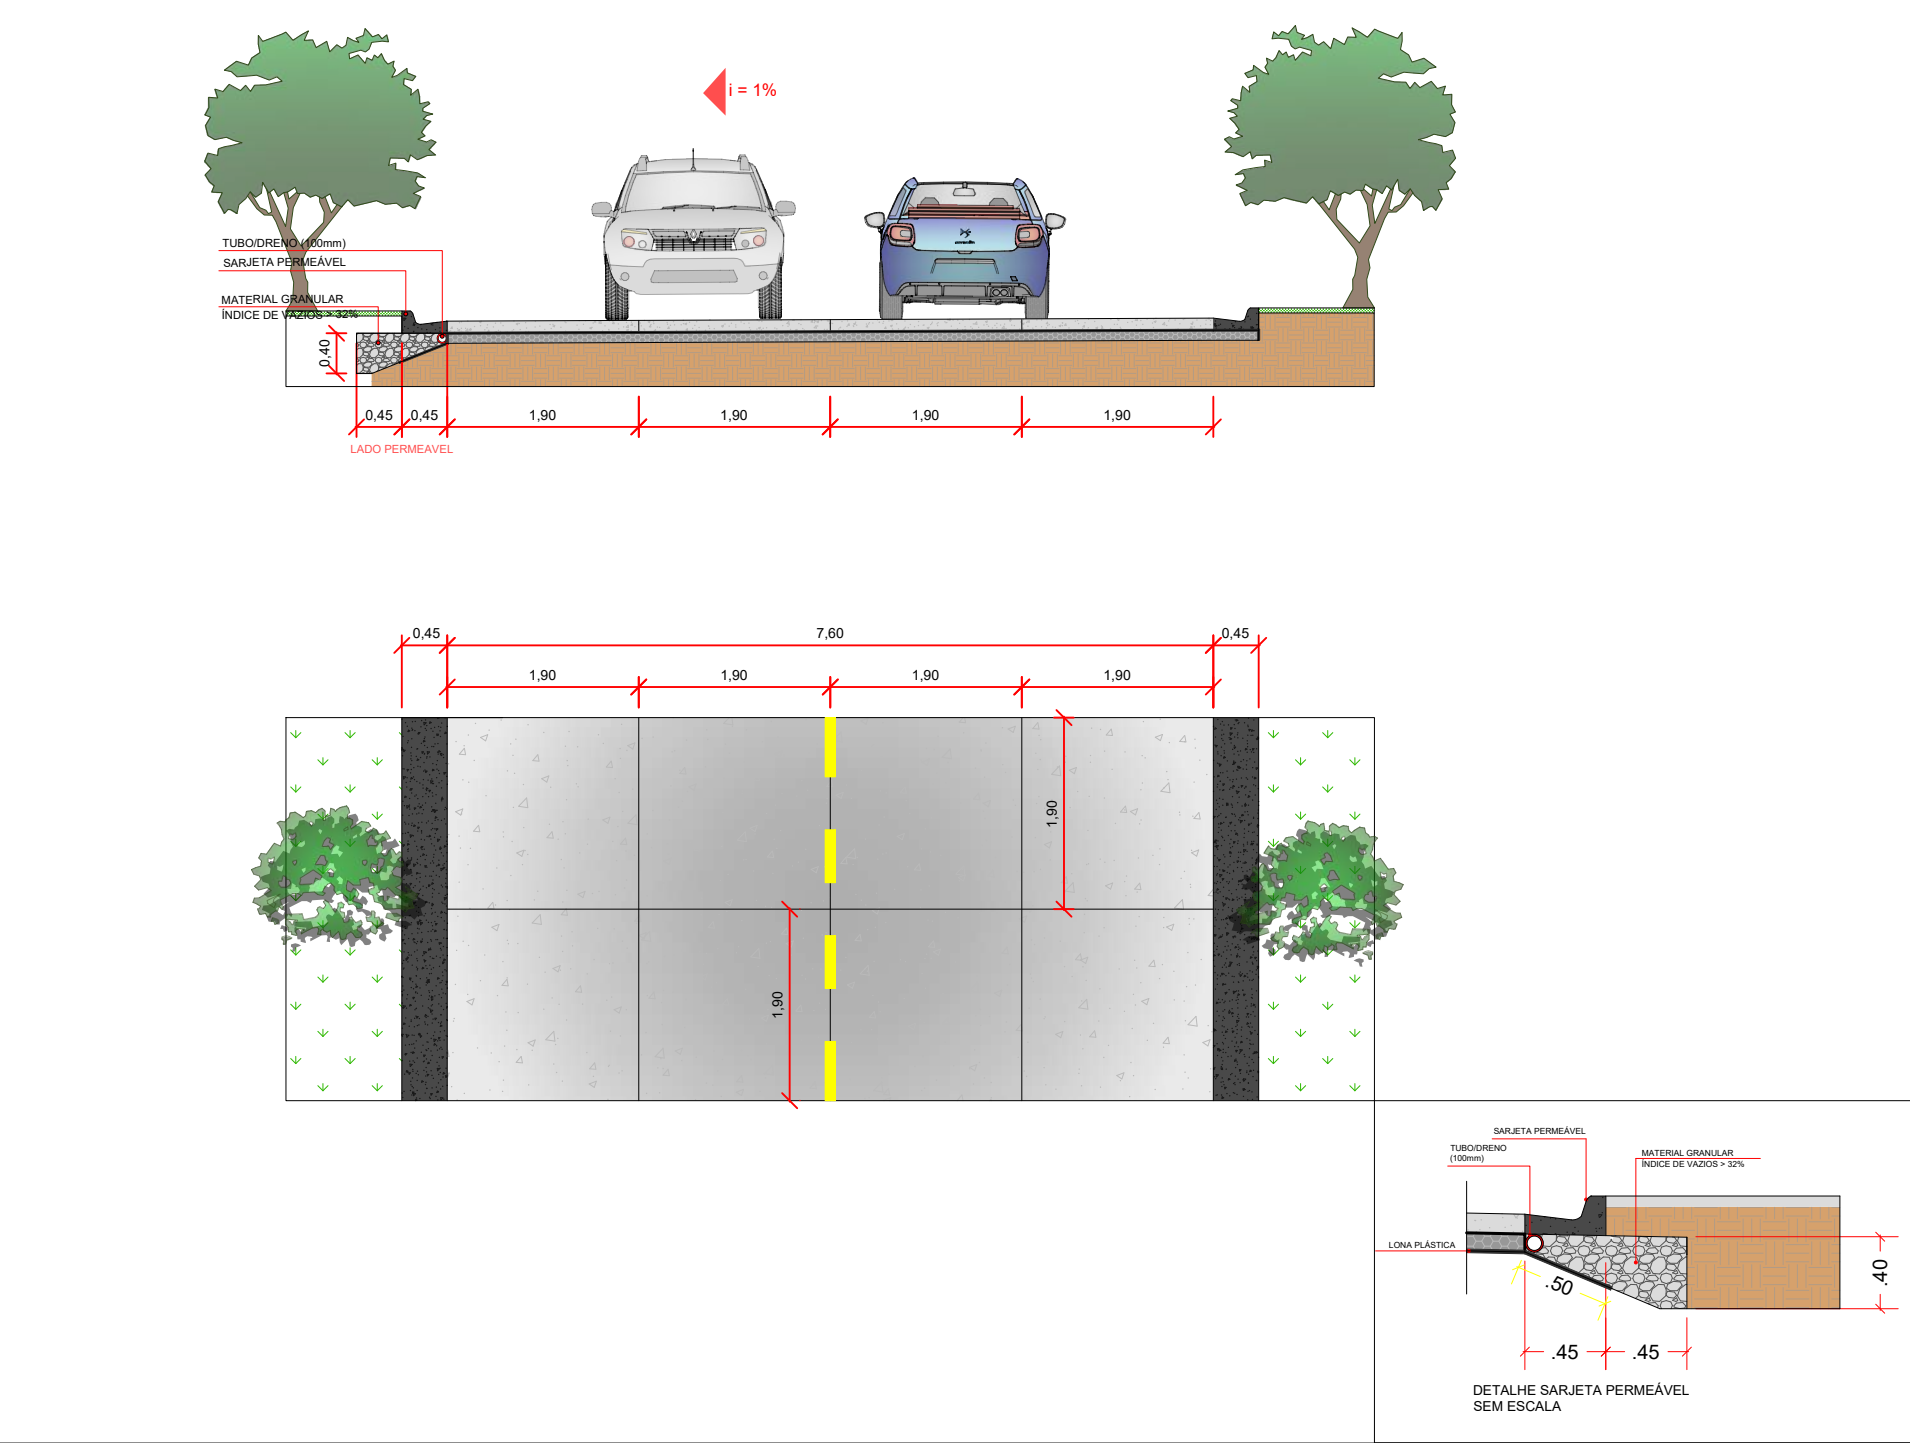 i = 1%
TUBO/DRENO (100mm)
SARJETA PERMEÁVEL
MATERIAL GRANULAR
ÍNDICE DE VAZIOS > 32%
0,40
0,45 0,45 1,90 1,90 1,90 1,90
LADO PERMEAVEL
0,45 7,60 0,45
1,90 1,90 1,90 1,90
1,90
1,90
SARJETA PERMEÁVEL
TUBO/DRENO
(100mm)
MATERIAL GRANULAR
ÍNDICE DE VAZIOS > 32%
LONA PLÁSTICA
.50
.40
.45 .45
DETALHE SARJETA PERMEÁVEL
SEM ESCALA